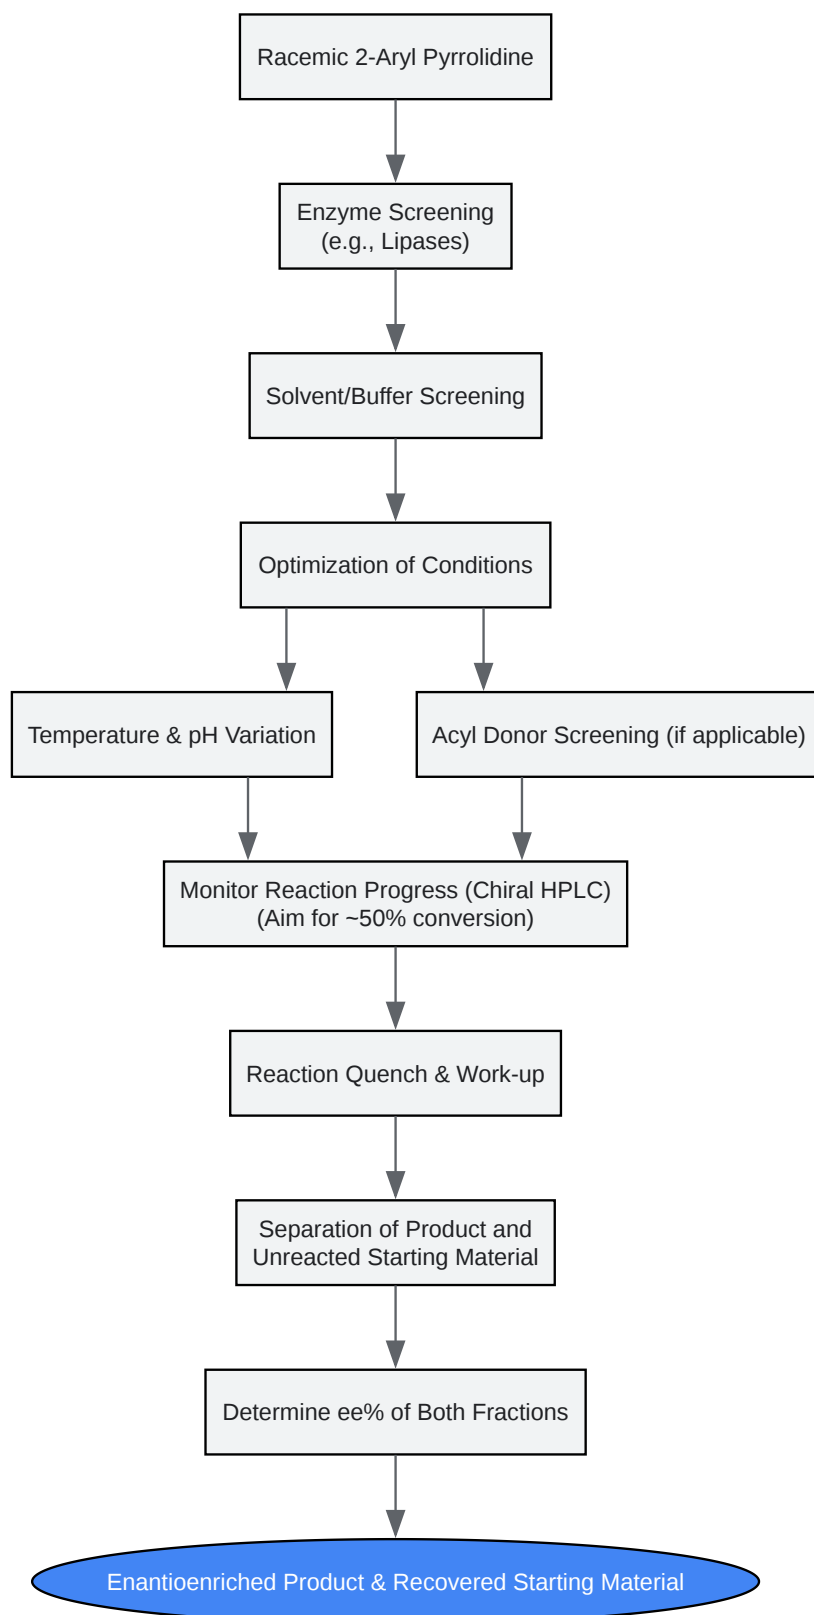 Racemic 2-Aryl Pyrrolidine
Enzyme Screening
(e.g., Lipases)
Solvent/Buffer Screening
Optimization of Conditions
Temperature & pH Variation
Acyl Donor Screening (if applicable)
Monitor Reaction Progress (Chiral HPLC)
(Aim for ~50% conversion)
Reaction Quench & Work-up
Separation of Product and
Unreacted Starting Material
Determine ee% of Both Fractions
Enantioenriched Product & Recovered Starting Material